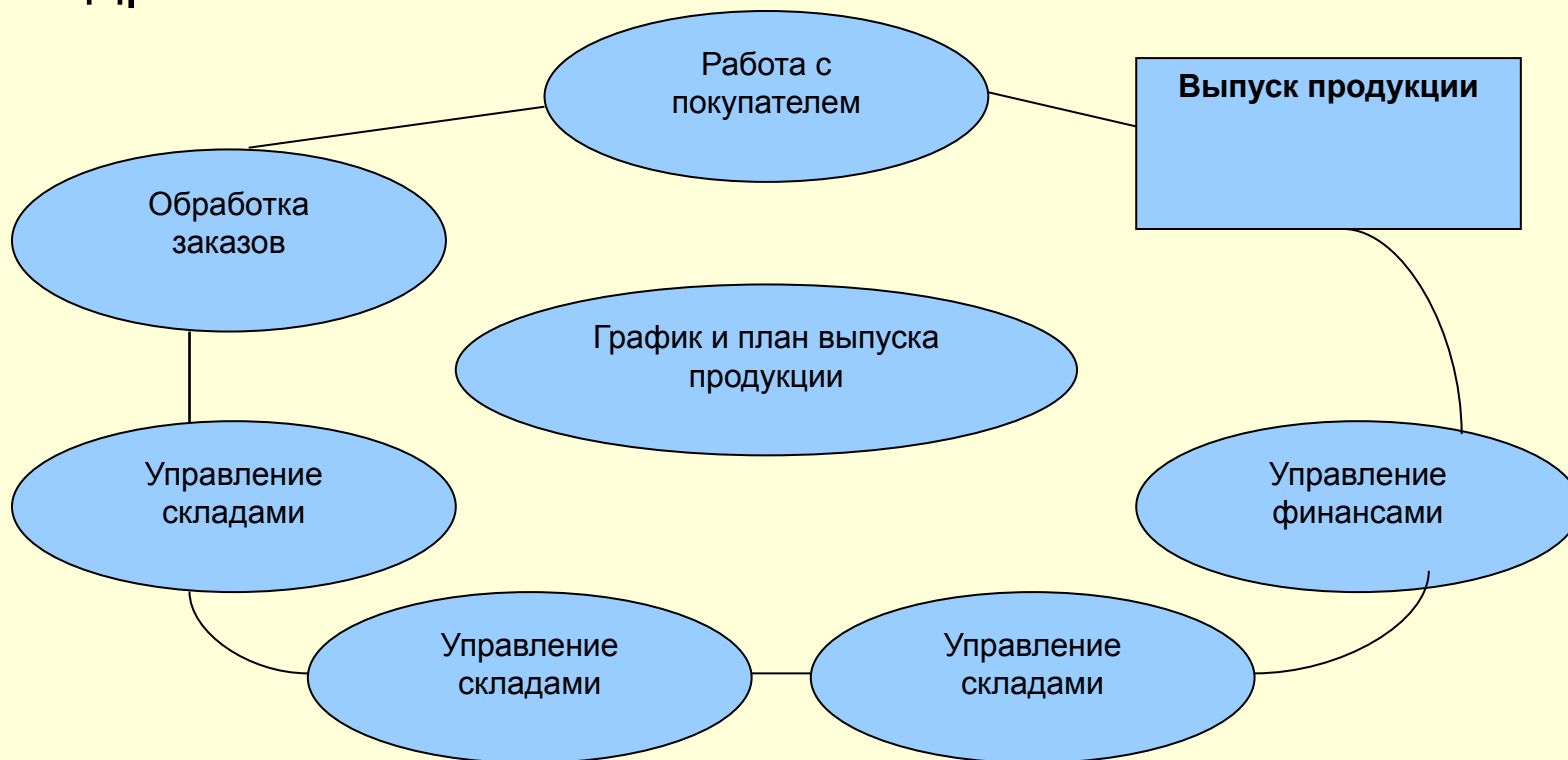 Работа с
покупателем
Выпуск продукции
Обработка
заказов
График и план выпуска
продукции
Управление
складами
Управление
финансами
Управление
складами
Управление
складами